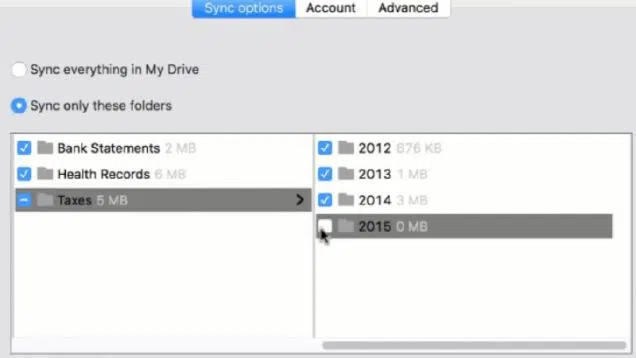 Sync options Account Advanced
Sync everything in My Drive
Sync only these folders
Bank Statements 2 MB
Health Records 6 MB
Taxes 5 MB
2012 676 KB
2013 1 MB
2014 3 MB
2015 0 MB